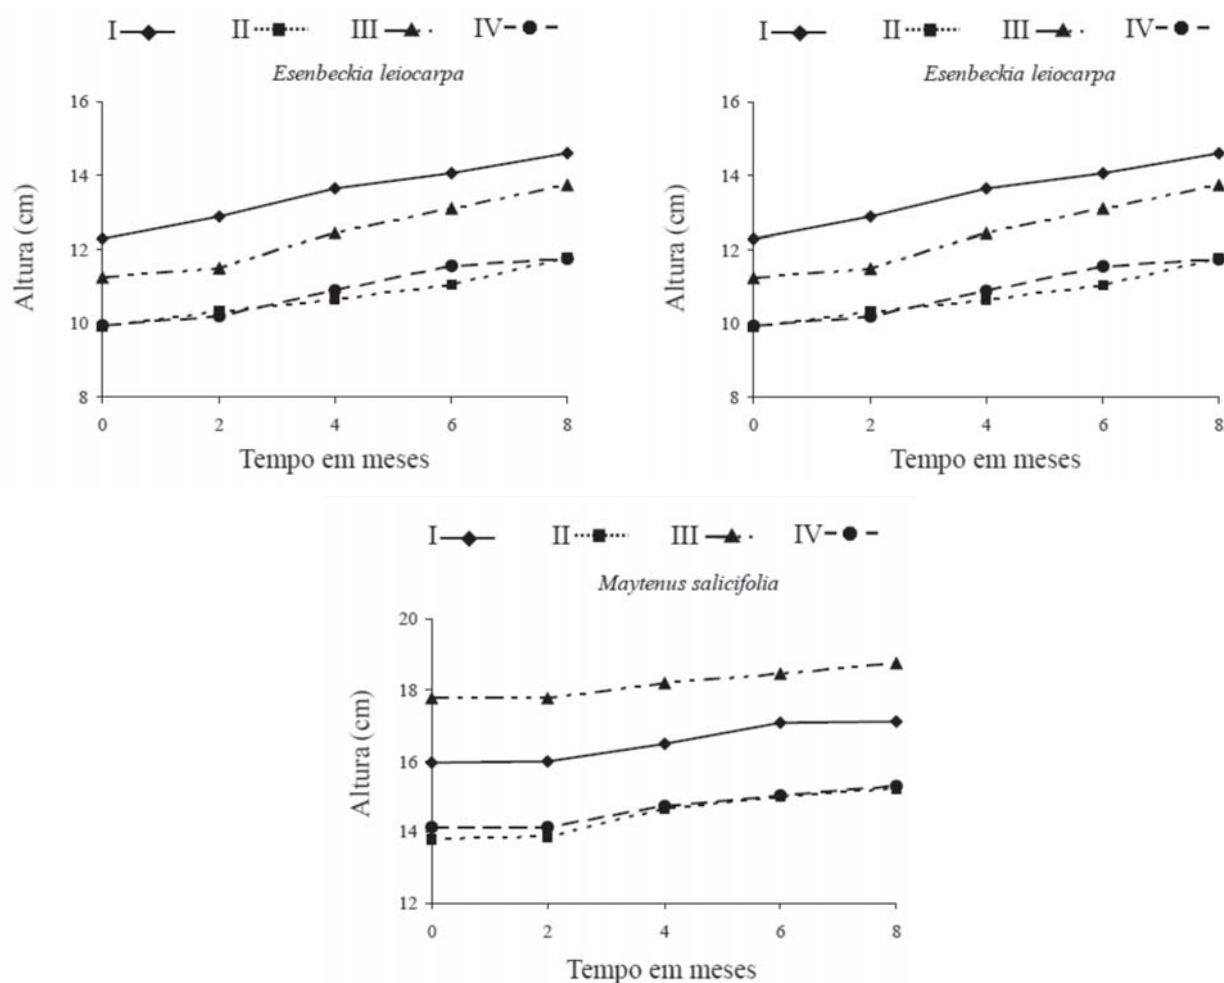 I II III IV
Esenbeckia leiocarpa
16
14
12
10
8
Altura (cm)
0 2 4 6 8
Tempo em meses
I II III IV
Esenbeckia leiocarpa
16
14
12
10
8
Altura (cm)
0 2 4 6 8
Tempo em meses
I II III IV
Maytenus salicifolia
20
18
16
14
12
Altura (cm)
0 2 4 6 8
Tempo em meses